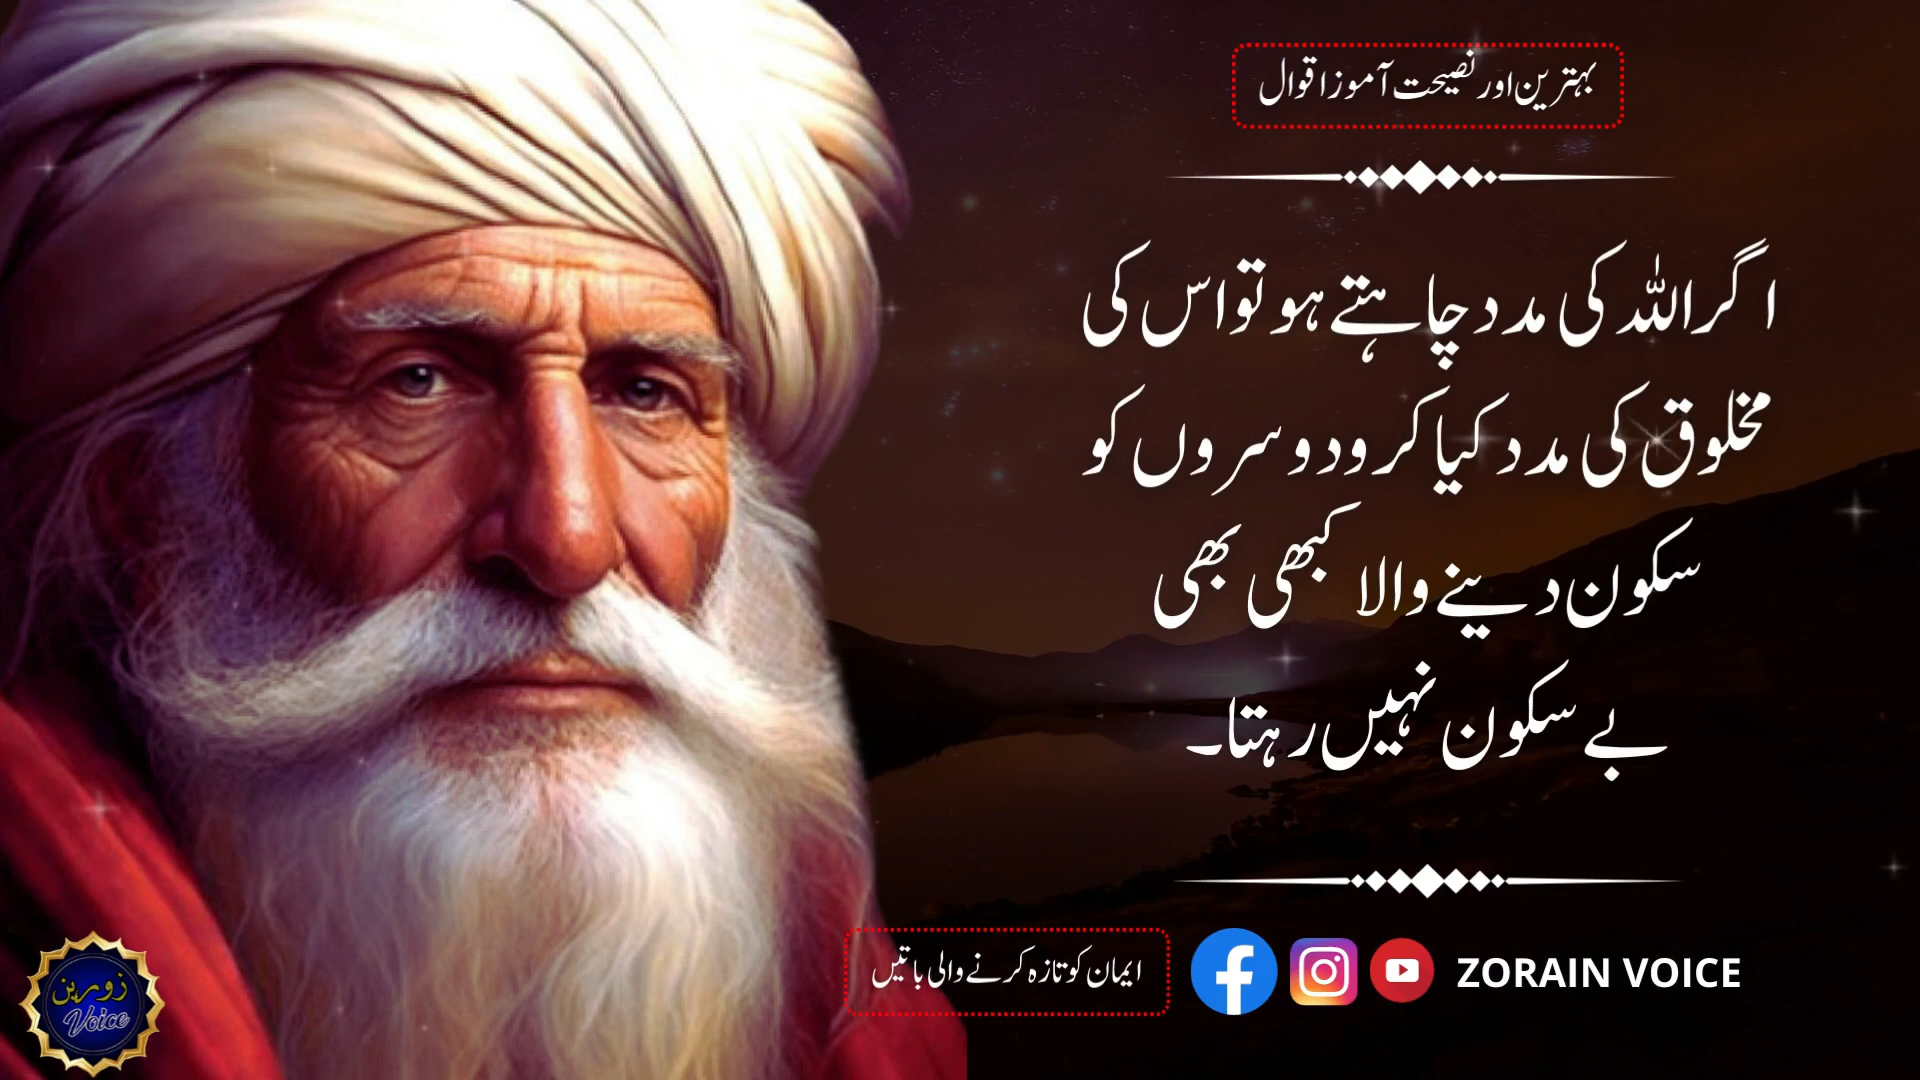 بہترین اور نصیحت آموز اقوال
اگر اللہ کی مدد چاہتے ہو تو اس کی
مخلوق کی مدد کیا کرو دوسروں کو
سکون دینے والا کبھی بھی
بے سکون نہیں رہتا۔
ایمان کو تازہ کرنے والی باتیں
ZORAIN VOICE
زورین
Voice